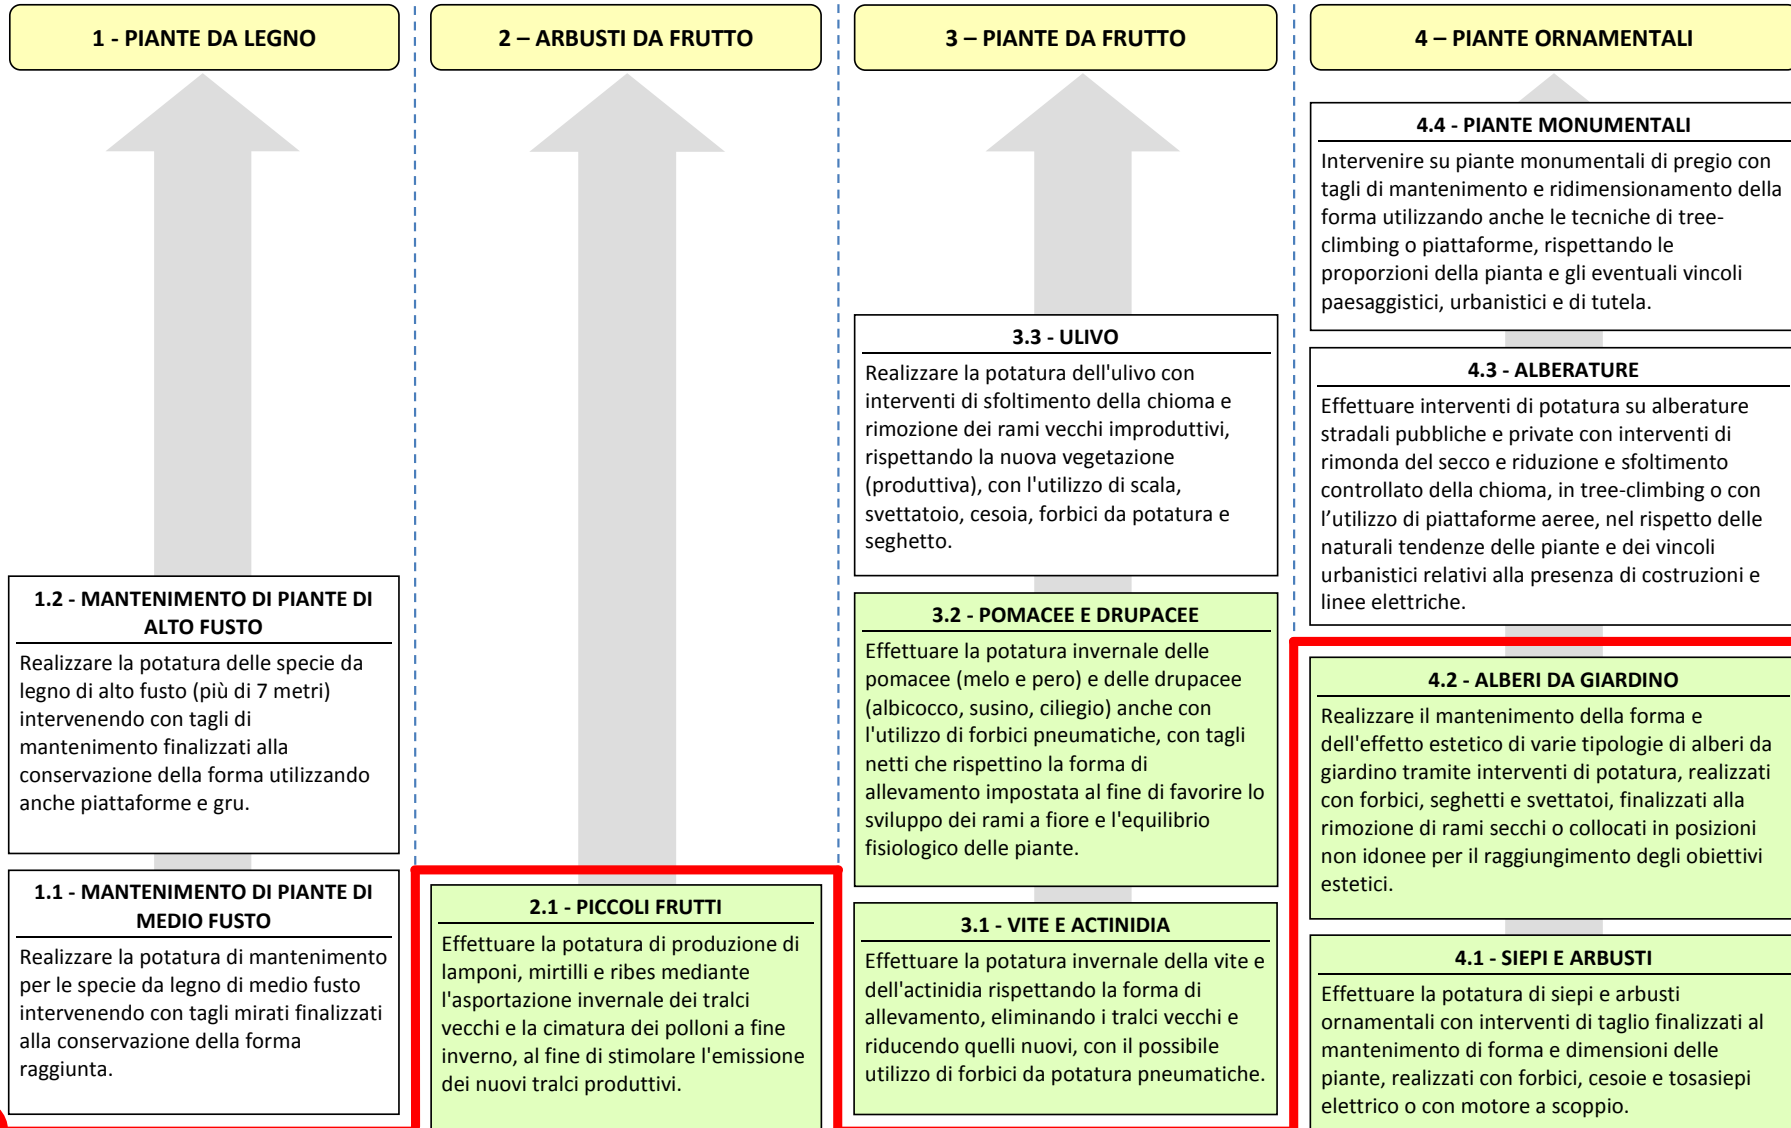 1 - PIANTE DA LEGNO
1.2 - MANTENIMENTO DI PIANTE DI
ALTO FUSTO
Realizzare la potatura delle specie da
legno di alto fusto (più di 7 metri)
intervenendo con tagli di
mantenimento finalizzati alla
conservazione della forma utilizzando
anche piattaforme e gru.
1.1 - MANTENIMENTO DI PIANTE DI
MEDIO FUSTO
Realizzare la potatura di mantenimento
per le specie da legno di medio fusto
intervenendo con tagli mirati finalizzati
alla conservazione della forma
raggiunta.
2 – ARBUSTI DA FRUTTO
2.1 - PICCOLI FRUTTI
Effettuare la potatura di produzione di
lamponi, mirtilli e ribes mediante
l'asportazione invernale dei tralci
vecchi e la cimatura dei polloni a fine
inverno, al fine di stimolare l'emissione
dei nuovi tralci produttivi.
3 – PIANTE DA FRUTTO
3.3 - ULIVO
Realizzare la potatura dell'ulivo con
interventi di sfoltimento della chioma e
rimozione dei rami vecchi improduttivi,
rispettando la nuova vegetazione
(produttiva), con l'utilizzo di scala,
svettatoio, cesoia, forbici da potatura e
seghetto.
3.2 - POMACEE E DRUPACEE
Effettuare la potatura invernale delle
pomacee (melo e pero) e delle drupacee
(albicocco, susino, ciliegio) anche con
l'utilizzo di forbici pneumatiche, con tagli
netti che rispettino la forma di
allevamento impostata al fine di favorire lo
sviluppo dei rami a fiore e l'equilibrio
fisiologico delle piante.
3.1 - VITE E ACTINIDIA
Effettuare la potatura invernale della vite e
dell'actinidia rispettando la forma di
allevamento, eliminando i tralci vecchi e
riducendo quelli nuovi, con il possibile
utilizzo di forbici da potatura pneumatiche.
4 – PIANTE ORNAMENTALI
4.4 - PIANTE MONUMENTALI
Intervenire su piante monumentali di pregio con
tagli di mantenimento e ridimensionamento della
forma utilizzando anche le tecniche di tree-
climbing o piattaforme, rispettando le
proporzioni della pianta e gli eventuali vincoli
paesaggistici, urbanistici e di tutela.
4.3 - ALBERATURE
Effettuare interventi di potatura su alberature
stradali pubbliche e private con interventi di
rimonda del secco e riduzione e sfoltimento
controllato della chioma, in tree-climbing o con
l’utilizzo di piattaforme aeree, nel rispetto delle
naturali tendenze delle piante e dei vincoli
urbanistici relativi alla presenza di costruzioni e
linee elettriche.
4.2 - ALBERI DA GIARDINO
Realizzare il mantenimento della forma e
dell'effetto estetico di varie tipologie di alberi da
giardino tramite interventi di potatura, realizzati
con forbici, seghetti e svettatoi, finalizzati alla
rimozione di rami secchi o collocati in posizioni
non idonee per il raggiungimento degli obiettivi
estetici.
4.1 - SIEPI E ARBUSTI
Effettuare la potatura di siepi e arbusti
ornamentali con interventi di taglio finalizzati al
mantenimento di forma e dimensioni delle
piante, realizzati con forbici, cesoie e tosasiepi
elettrico o con motore a scoppio.